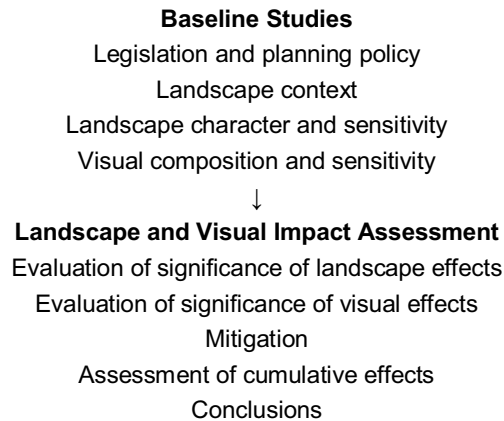 Baseline Studies
Legislation and planning policy
Landscape context
Landscape character and sensitivity
Visual composition and sensitivity
↓
Landscape and Visual Impact Assessment
Evaluation of significance of landscape effects
Evaluation of significance of visual effects
Mitigation
Assessment of cumulative effects
Conclusions